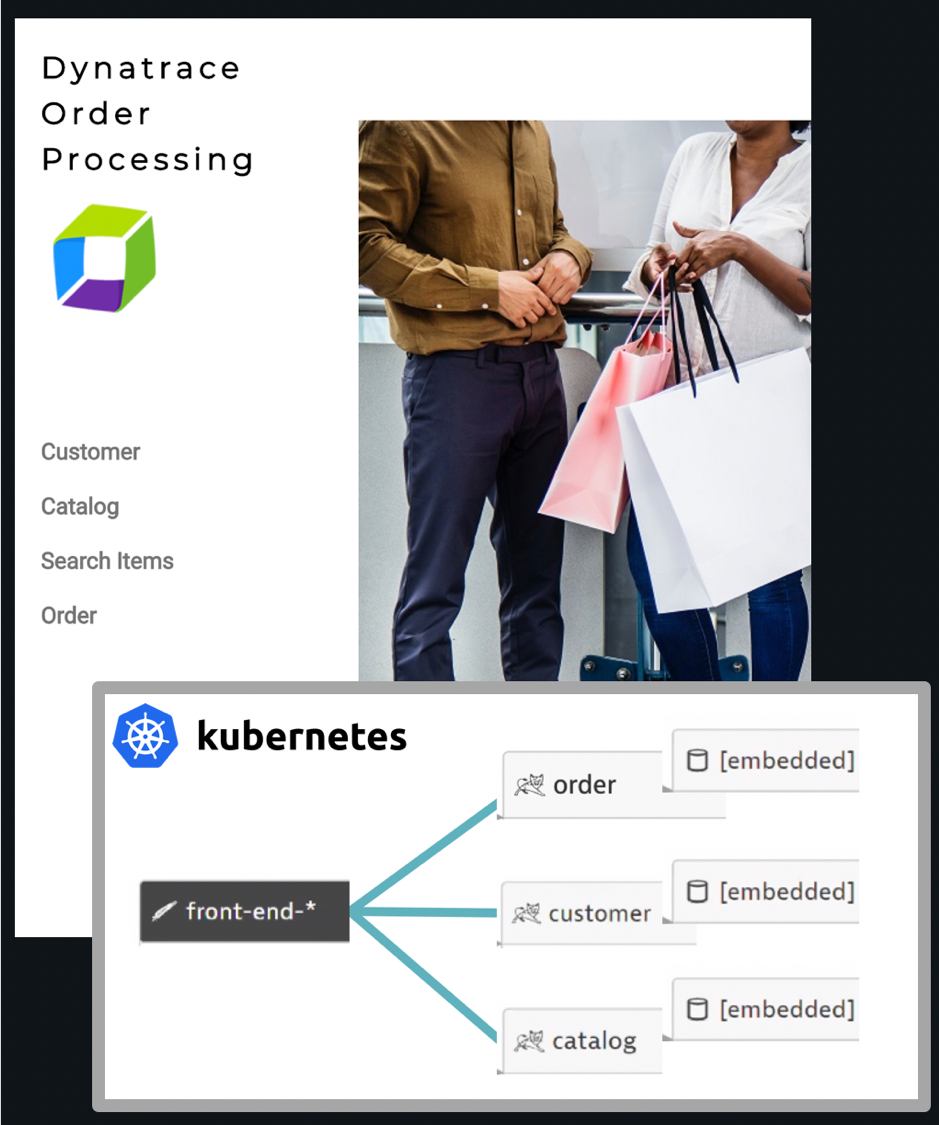 Dynatrace
Order
Processing
Customer
Catalog
Search Items
Order
kubernetes
order
[embedded]
front-end-*
customer
[embedded]
catalog
[embedded]